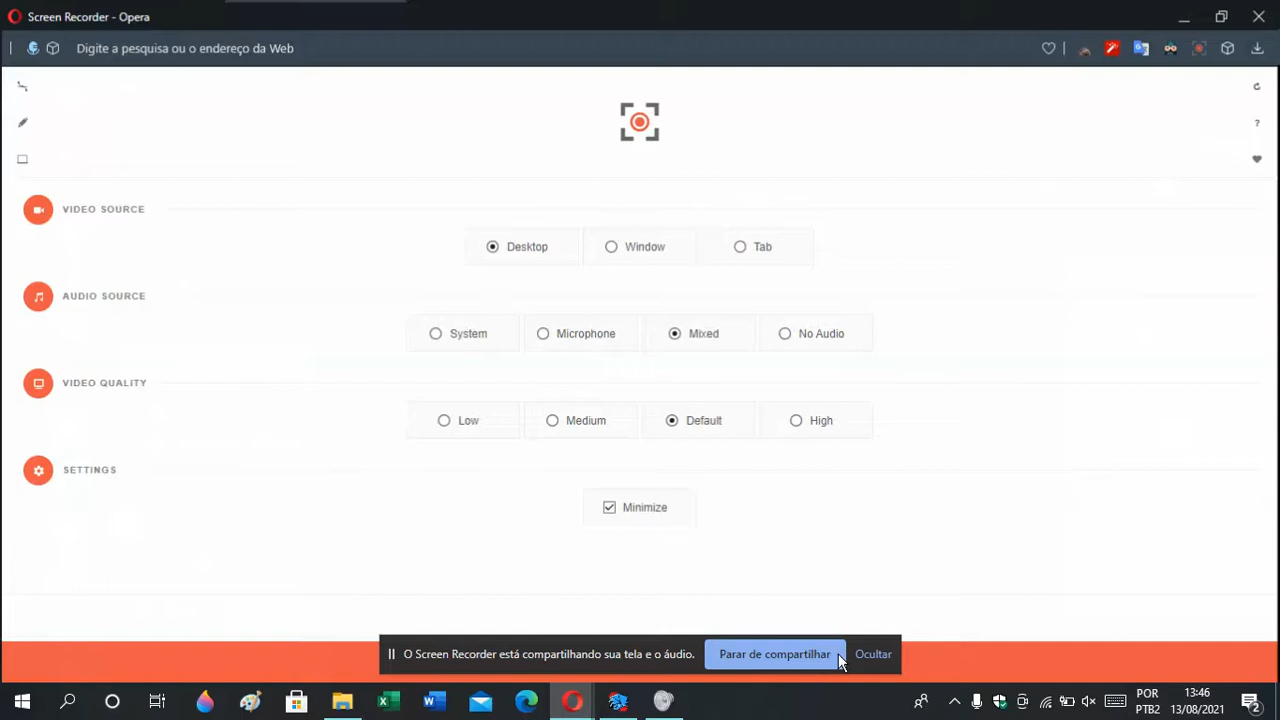 Screen Recorder - Opera
Digite a pesquisa ou o endereço da Web
?
VIDEO SOURCE
Desktop
Window
Tab
AUDIO SOURCE
System
Microphone
Mixed
No Audio
VIDEO QUALITY
Low
Medium
Default
High
SETTINGS
Minimize
O Screen Recorder está compartilhando sua tela e o áudio.
Parar de compartilhar
Ocultar
POR
PTB2
13:46
13/08/2021
2